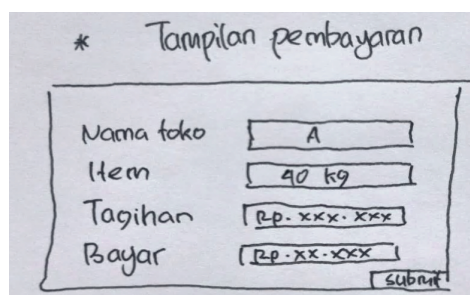 * Tampilan pembayaran
Nama toko A
Item 40 kg
Tagihan Rp. xxx. xxx
Bayar Rp. xx. xxx
submit